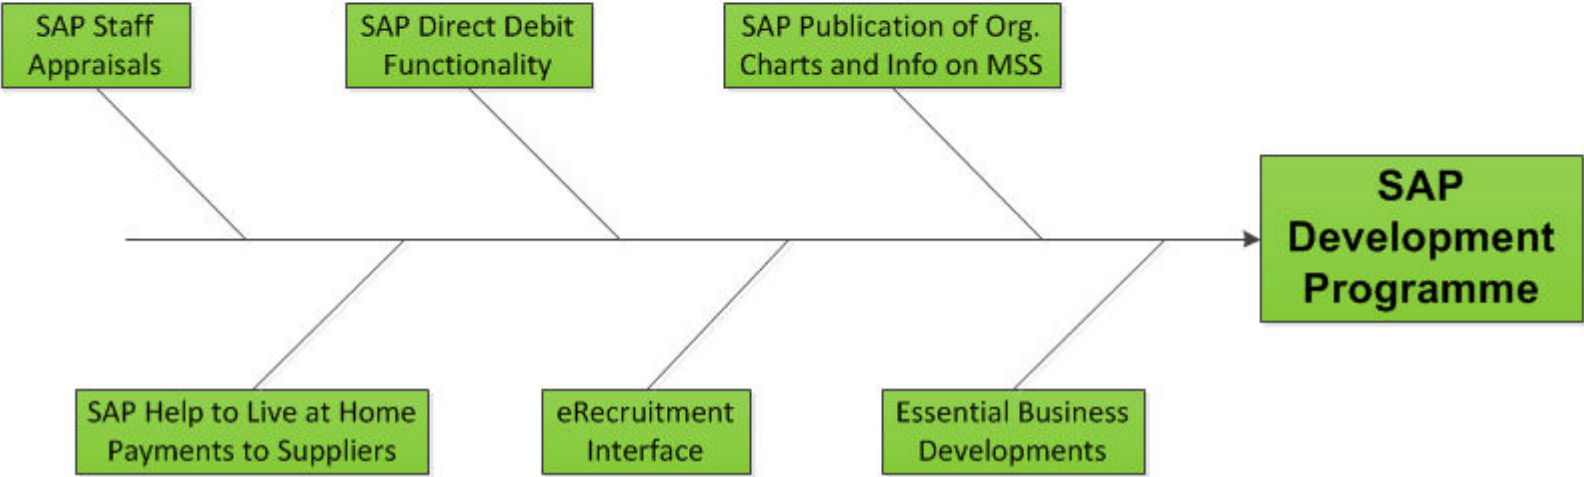 SAP Staff
Appraisals
SAP Direct Debit
Functionality
SAP Publication of Org.
Charts and Info on MSS
SAP
Development
Programme
SAP Help to Live at Home
Payments to Suppliers
eRecruitment
Interface
Essential Business
Developments